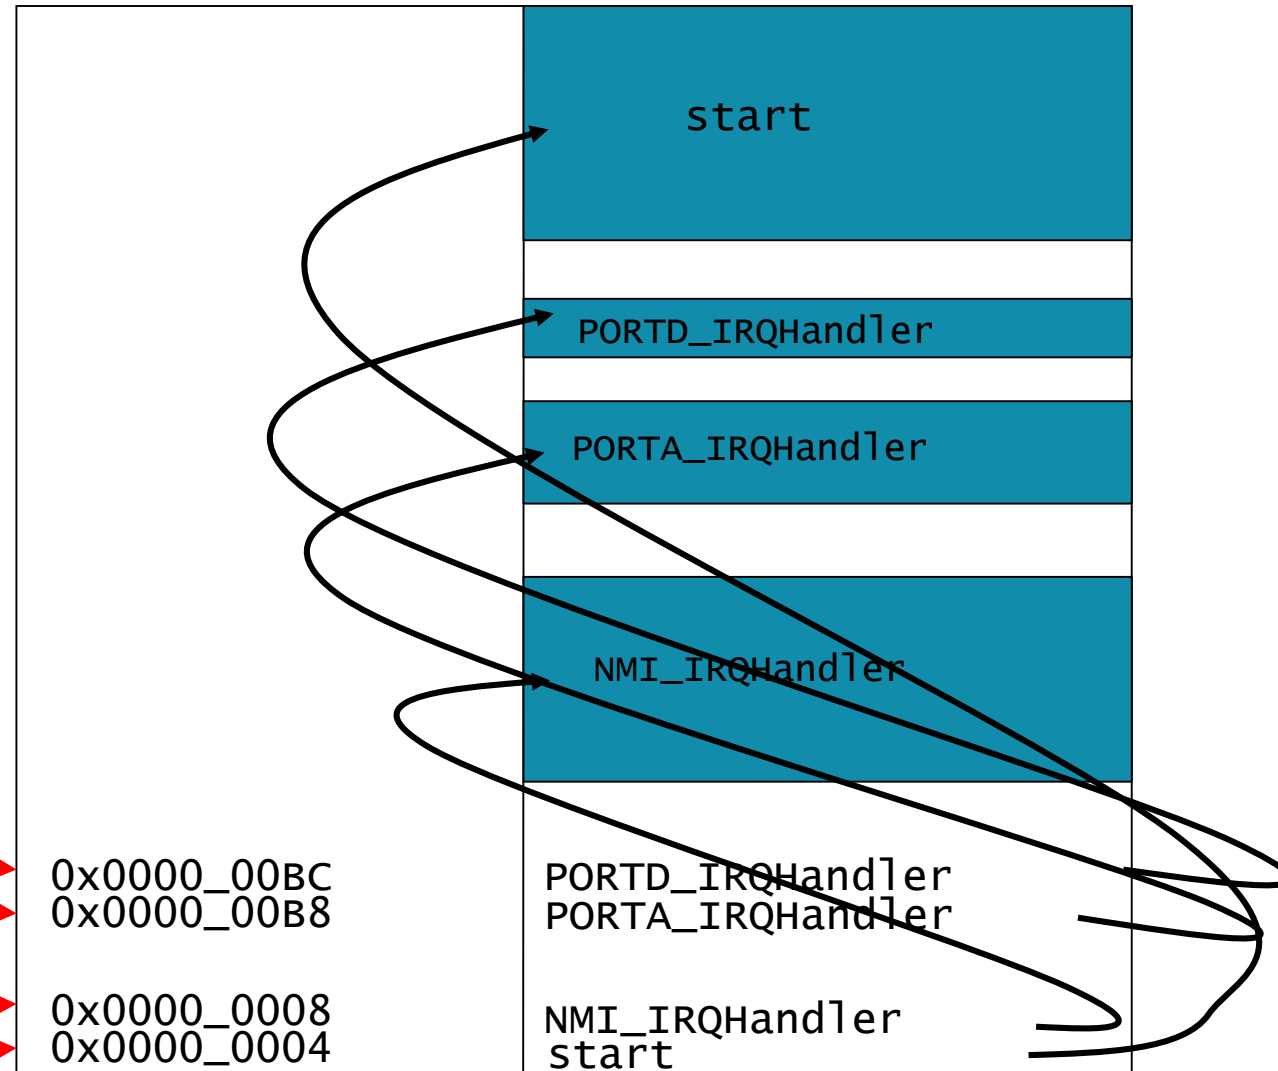 start
PORTD_IRQHandler
PORTA_IRQHandler
NMI_IRQHandler
0x0000_00BC PORTD_IRQHandler
0x0000_00B8 PORTA_IRQHandler
0x0000_0008 NMI_IRQHandler
0x0000_0004 start